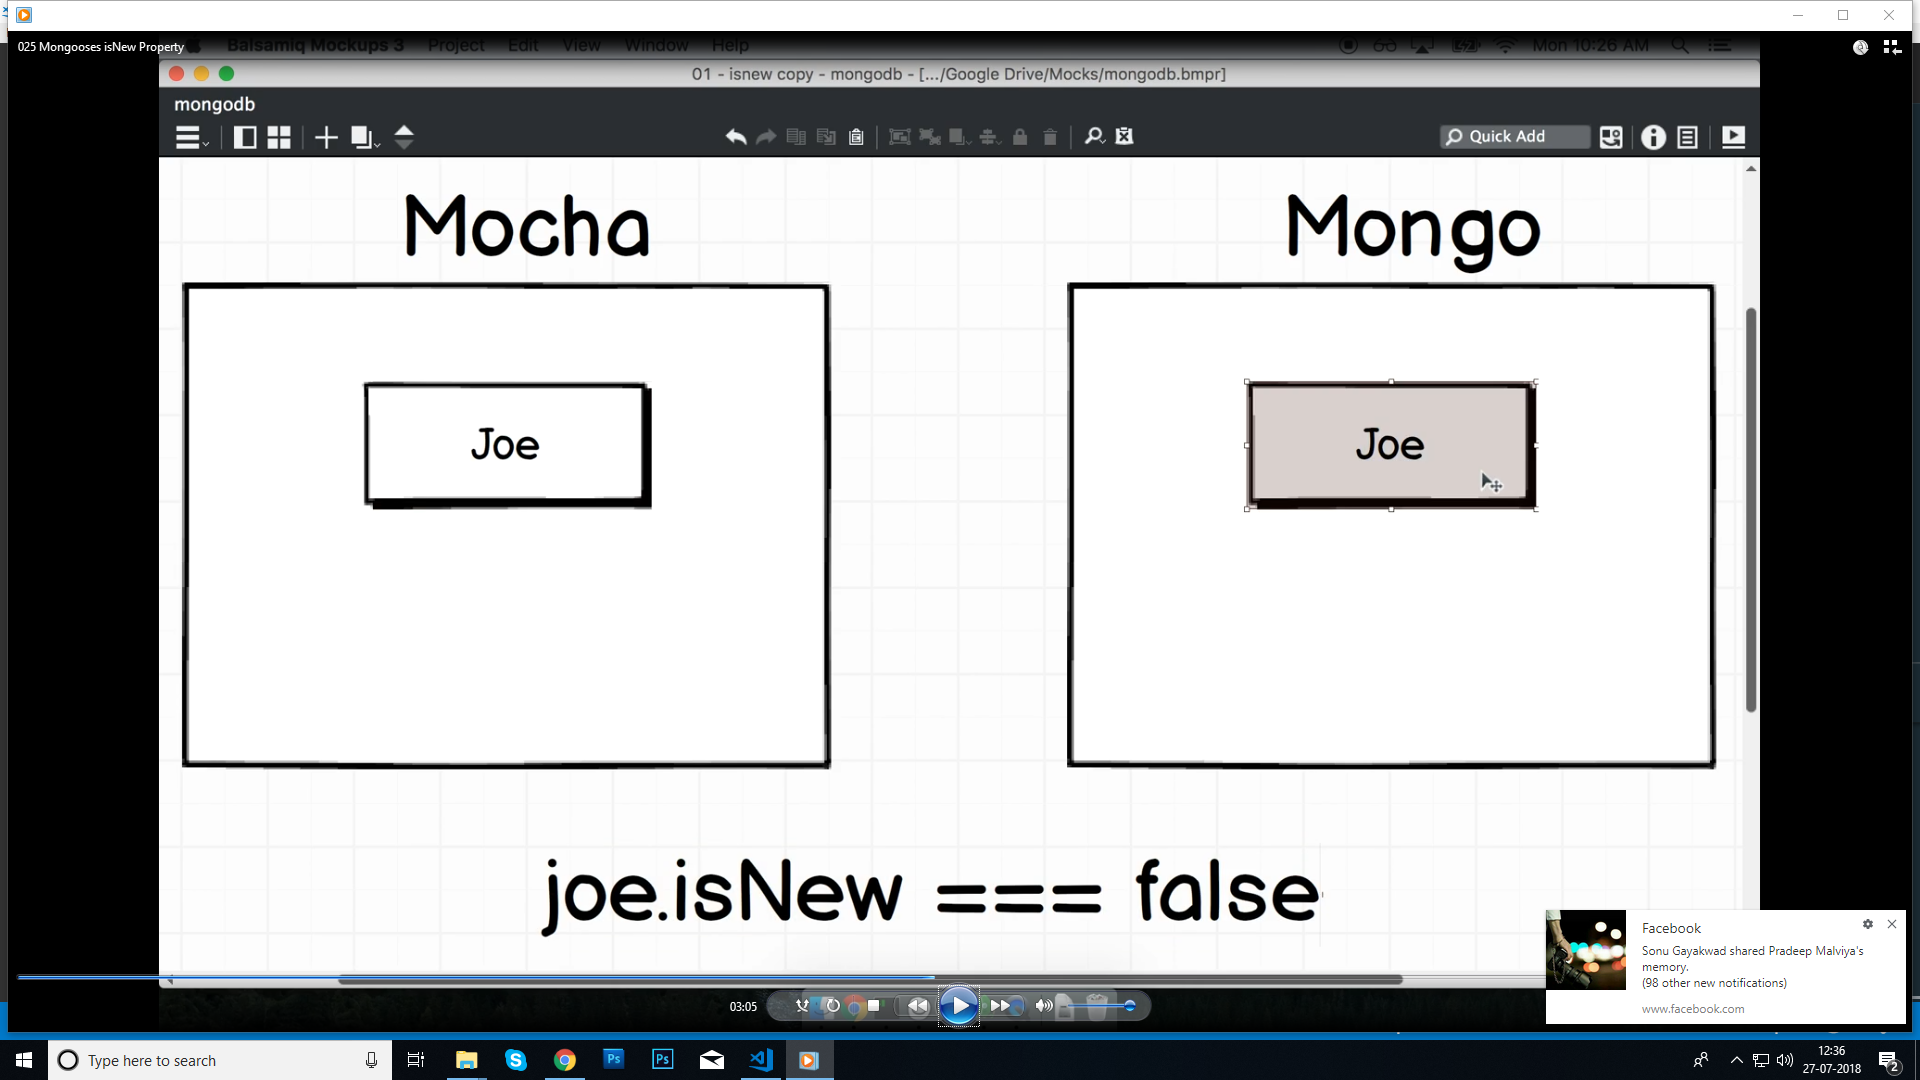 025 Mongooses isNew Property
Balsamiq Mockups 3 Project Edit View Window Help Mon 10:26 AM
01 - isnew copy - mongodb - [.../Google Drive/Mocks/mongodb.bmpr]
mongodb
Quick Add
Mocha
Mongo
Joe
Joe
joe.isNew === false
Facebook
Sonu Gayakwad shared Pradeep Malviya's
memory.
(98 other new notifications)
www.facebook.com
03:05
Type here to search
Ps
Ps
12:36
27-07-2018
2